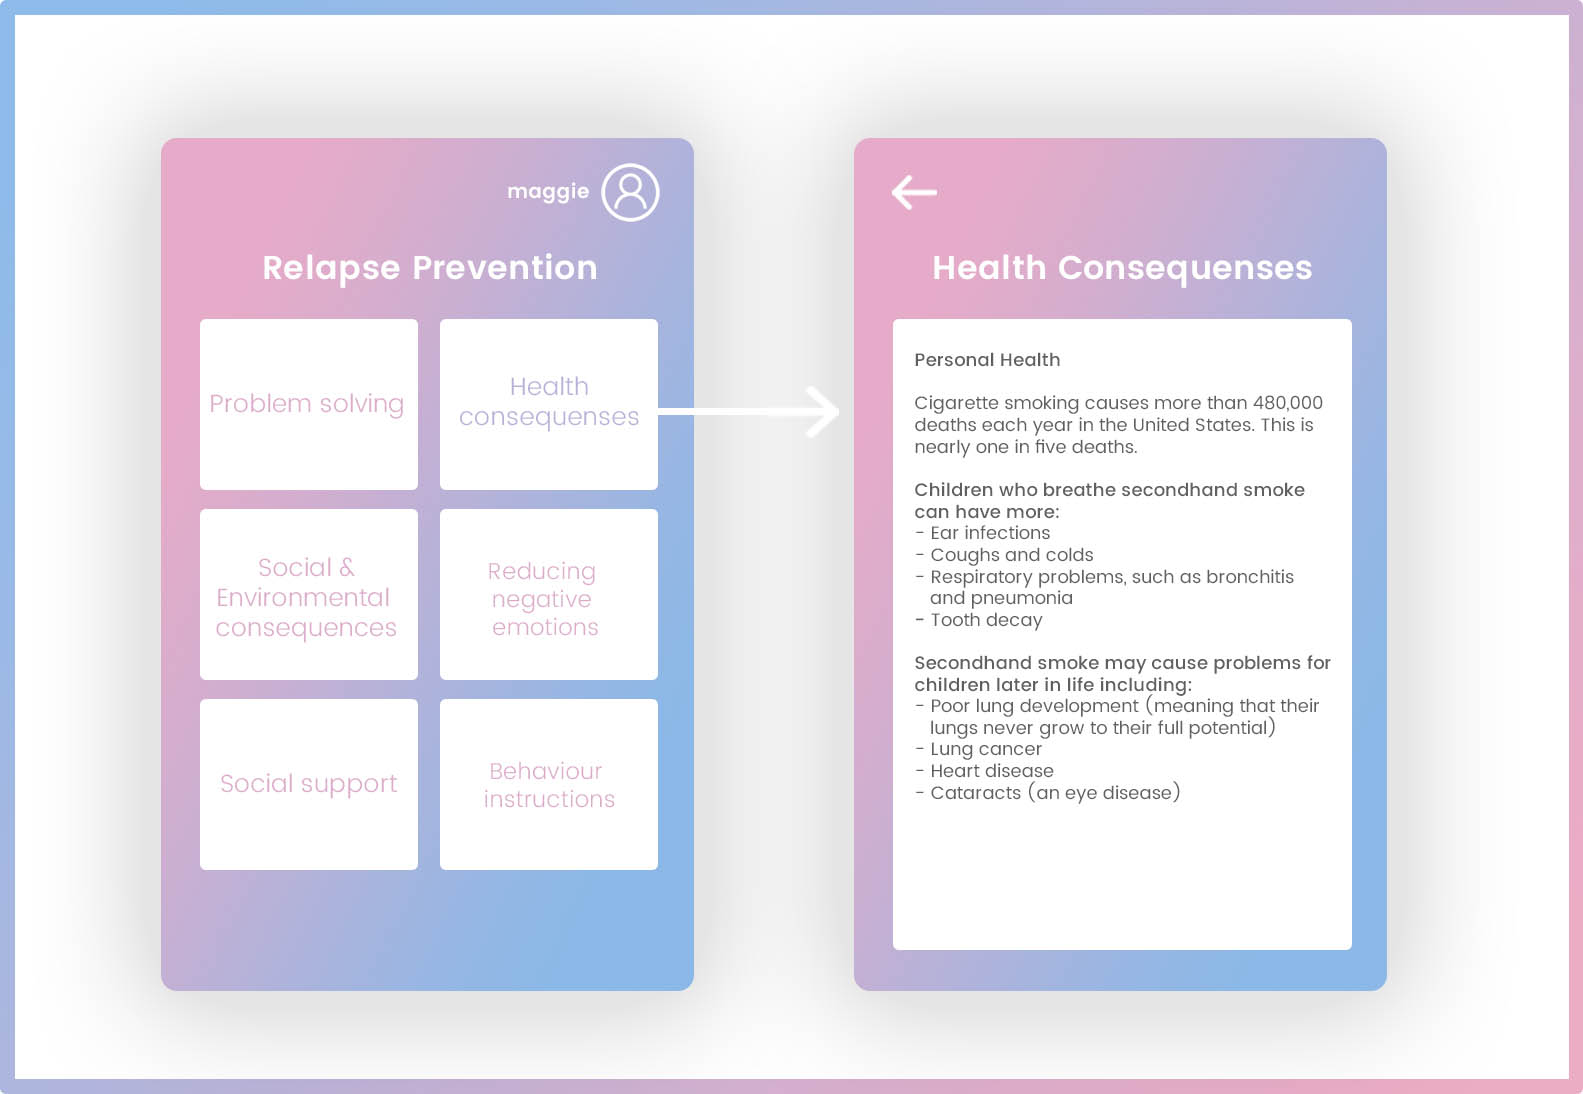 maggie
Relapse Prevention
Problem solving
Health
consequenses
Social &
Environmental
consequences
Reducing
negative
emotions
Social support
Behaviour
instructions
Health Consequenses
Personal Health
Cigarette smoking causes more than 480,000
deaths each year in the United States. This is
nearly one in five deaths.
Children who breathe secondhand smoke
can have more:
- Ear infections
- Coughs and colds
- Respiratory problems, such as bronchitis
and pneumonia
- Tooth decay
Secondhand smoke may cause problems for
children later in life including:
- Poor lung development (meaning that their
lungs never grow to their full potential)
- Lung cancer
- Heart disease
- Cataracts (an eye disease)